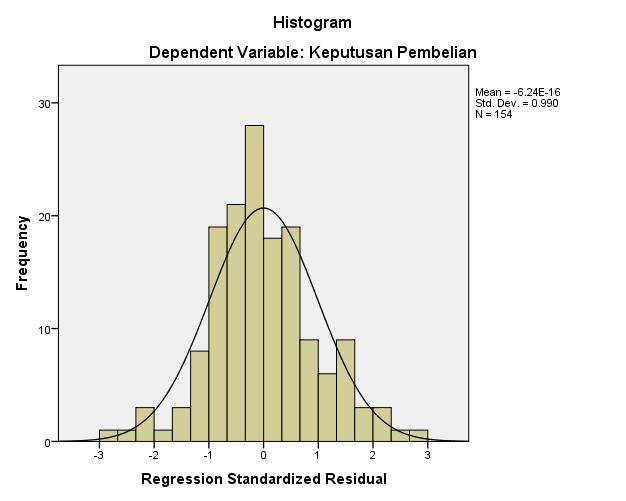 Histogram
Dependent Variable: Keputusan Pembelian
Mean = -6.24E-16
Std. Dev. = 0.990
N = 154
30
20
10
0
Frequency
-3 -2 -1 0 1 2 3
Regression Standardized Residual